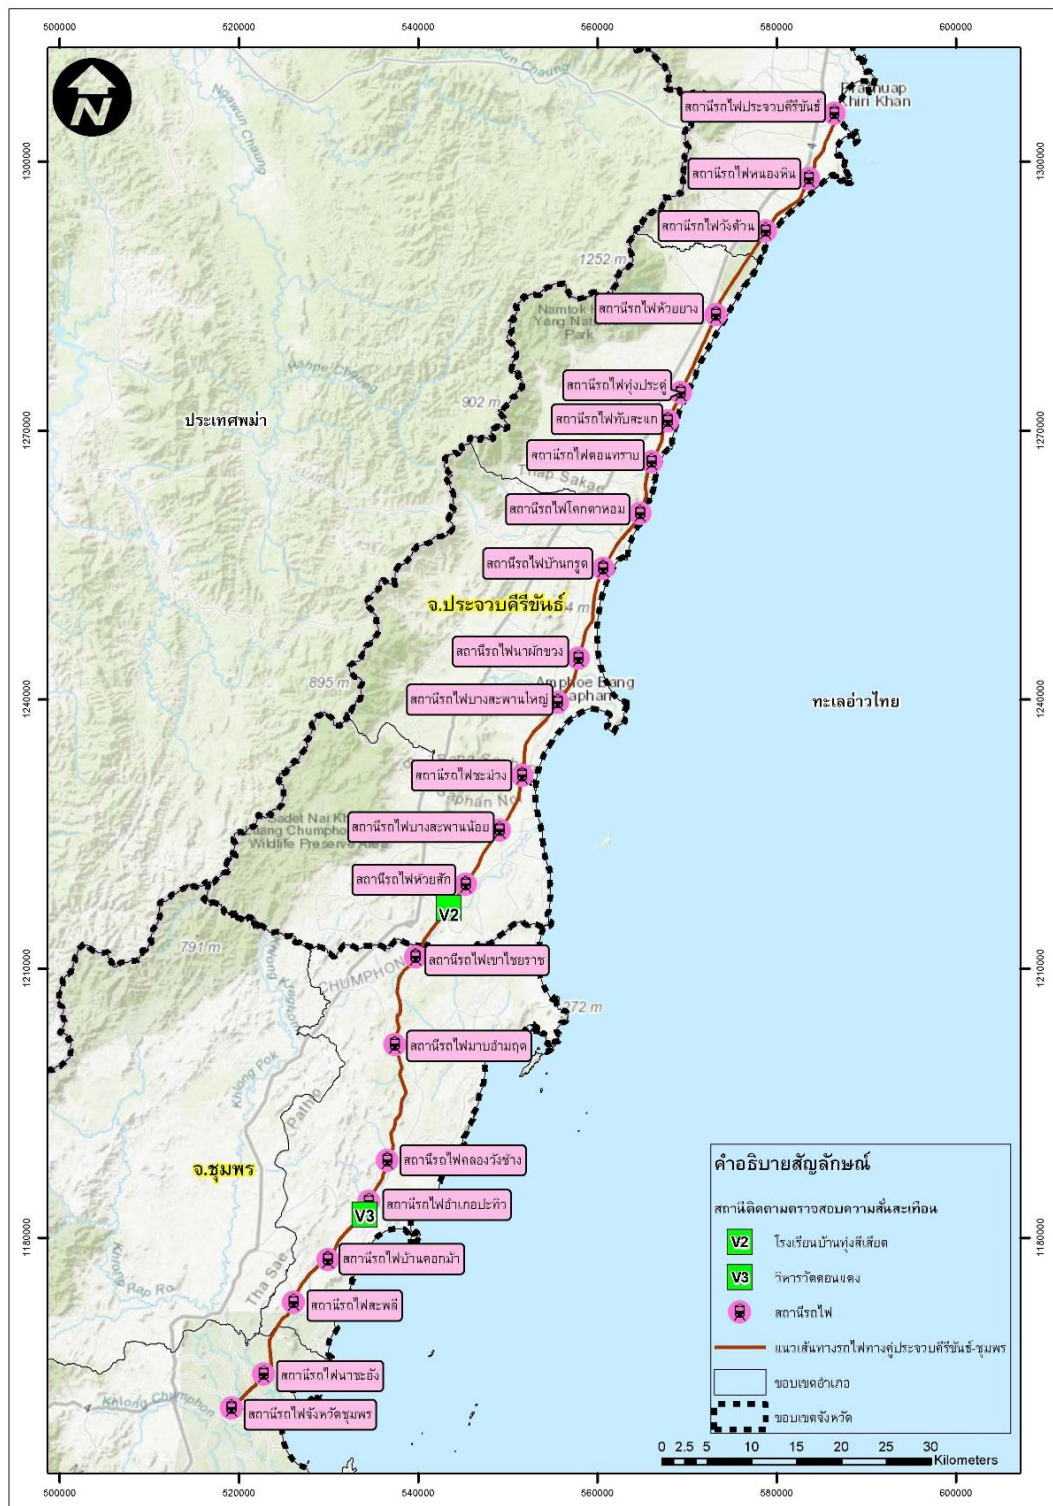 500000 520000 540000 560000 580000 600000
N
สถานีรถไฟประจวบคีรีขันธ์
Khiri Khan
4
1300000 1300000
สถานีรถไฟหนองหิน
สถานีรถไฟวังด้วน
Ngawun Chaung
1252 m
สถานีรถไฟห้วยยาง
Park
สถานีรถไฟทุ่งประดู่
902 m
สถานีรถไฟทับสะแก
ประเทศพม่า
1270000 1270000
สถานีรถไฟดอนทราย
Thap Sakae
สถานีรถไฟโคกตาหอม
สถานีรถไฟบ้านกรูด
จ.ประจวบคีรีขันธ์
สถานีรถไฟนาผักขวง
895 m
Amphoe Bang
สถานีรถไฟบางสะพานใหญ่
ทะเลอ่าวไทย
1240000 1240000
สถานีรถไฟชะม่วง
สถานีรถไฟบางสะพานน้อย
Wildlife Preserve Area
สถานีรถไฟห้วยสัก
V2
791 m
สถานีรถไฟเขาไชยราช
CHUMPHON
1210000 1210000
272 m
สถานีรถไฟมาบอำมฤต
Khlong Pok
Pathio
จ.ชุมพร
สถานีรถไฟคลองวังช้าง
สถานีรถไฟอำเภอปะทิว
V3
1180000 1180000
สถานีรถไฟบ้านคอกม้า
Khlong Rap Ro
Tha Sae
สถานีรถไฟสะพลี
สถานีรถไฟนาชะอัง
Khlong Chumphon
4
สถานีรถไฟจังหวัดชุมพร
คำอธิบายสัญลักษณ์
สถานีติดตามตรวจสอบความสั่นสะเทือน
V2 โรงเรียนบ้านทุ่งสีเสียด
V3 วิหารวัดดอนแตง
สถานีรถไฟ
แนวเส้นทางรถไฟทางคู่ประจวบคีรีขันธ์-ชุมพร
ขอบเขตอำเภอ
ขอบเขตจังหวัด
0 2.5 5 10 15 20 25 30
Kilometers
500000 520000 540000 560000 580000 600000